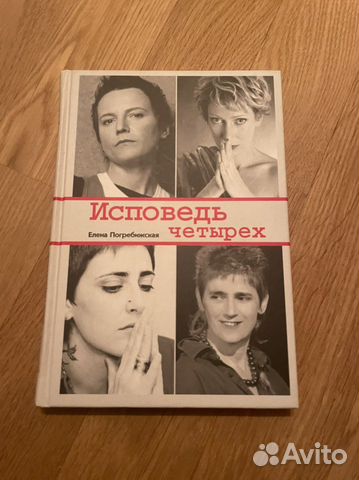 Исповедь
Елена Погребижская
четырех
Avito